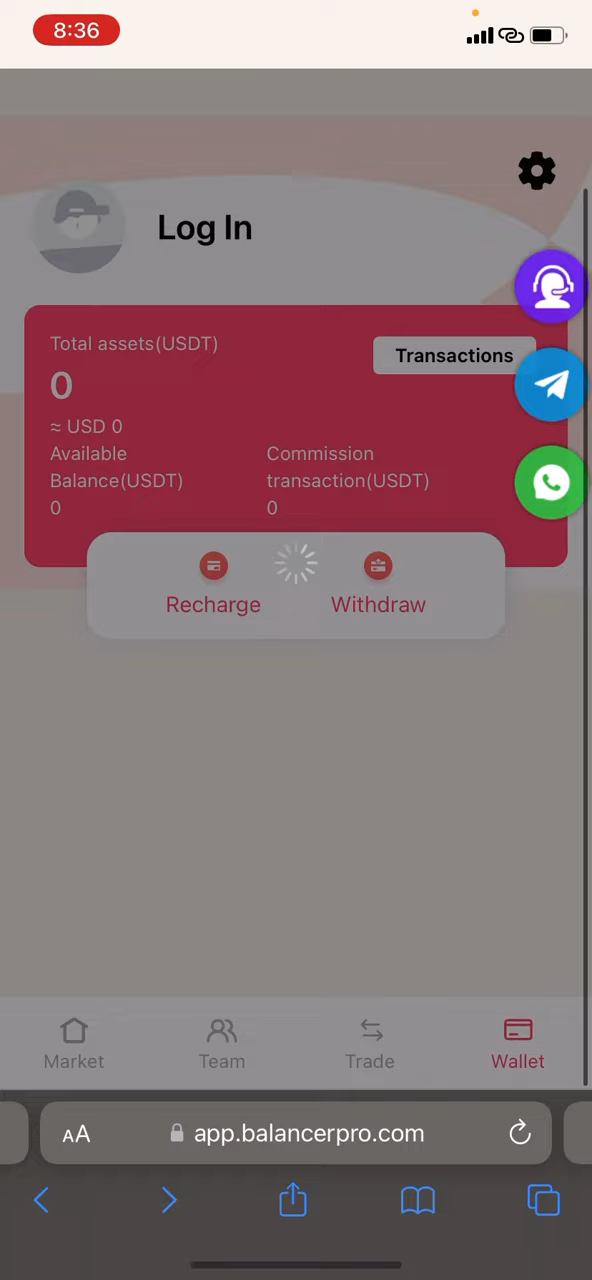 8:36
Log In
Total assets(USDT)
Transactions
0
≈ USD 0
Available
Balance(USDT)
0
Commission
transaction(USDT)
0
Recharge
Withdraw
Market
Team
Trade
Wallet
AA
app.balancerpro.com